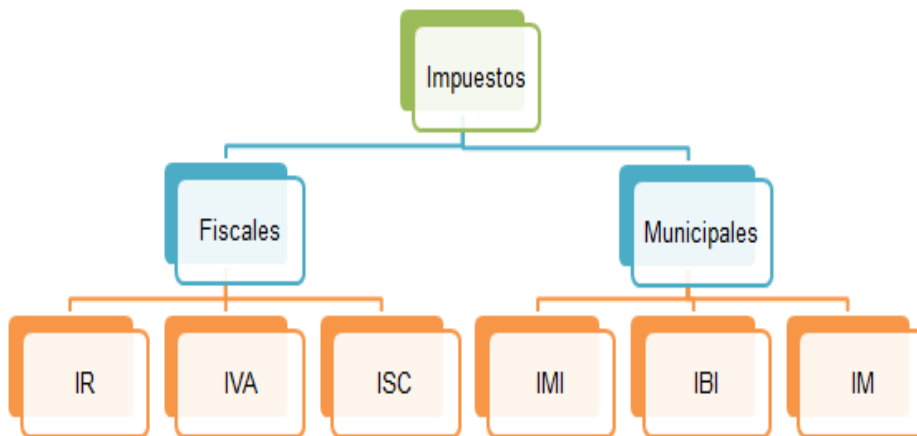 Impuestos
Fiscales
Municipales
IR
IVA
ISC
IMI
IBI
IM